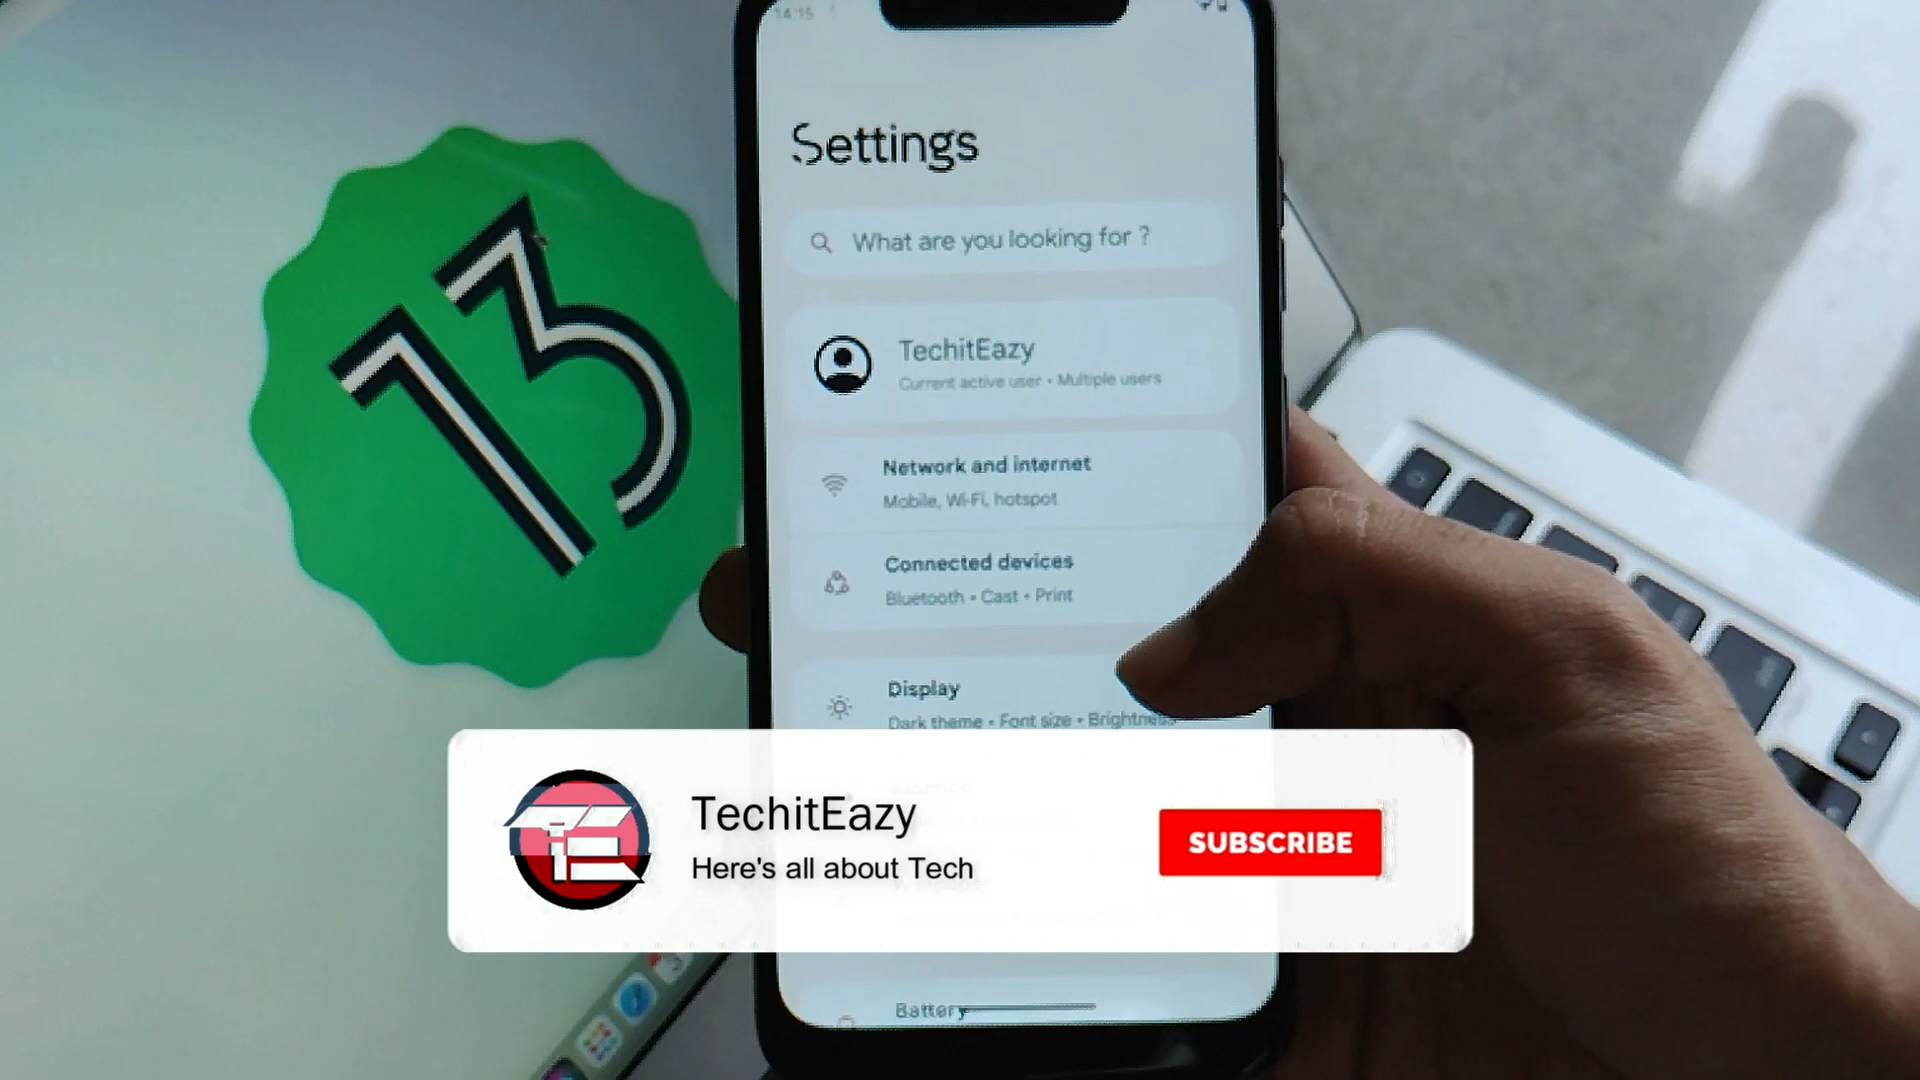 14:15
13
Settings
What are you looking for ?
TechitEazy
Current active user • Multiple users
Network and internet
Mobile, Wi-Fi, hotspot
Connected devices
Bluetooth • Cast • Print
Display
Dark theme • Font size • Brightness
TechitEazy
Here's all about Tech
SUBSCRIBE
Battery